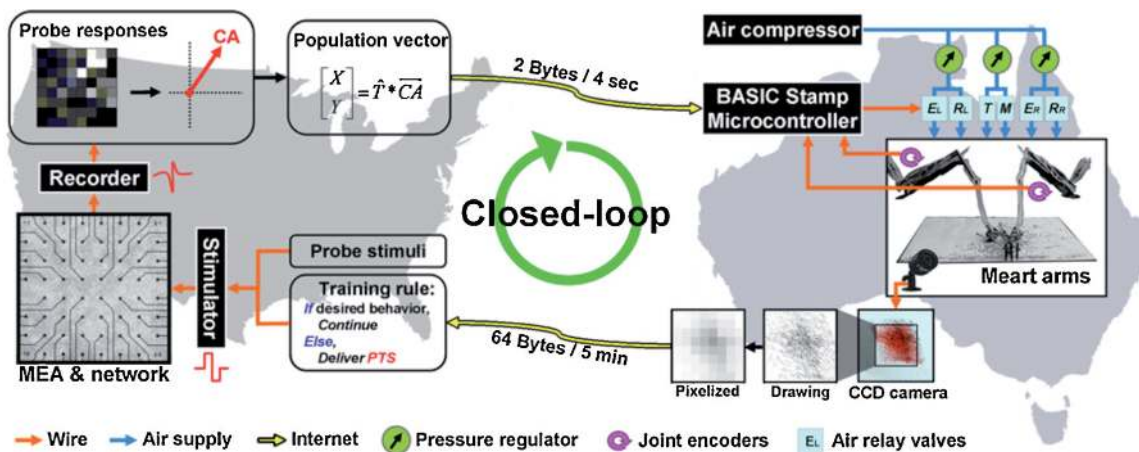 Probe responses
CA
Population vector
[X Y] = T̂ * CA
2 Bytes / 4 sec
Air compressor
BASIC Stamp
Microcontroller
EL RL T M ER RR
Recorder
Closed-loop
Meart arms
Stimulator
Probe stimuli
Training rule:
If desired behavior,
Continue
Else,
Deliver PTS
64 Bytes / 5 min
MEA & network
Pixelized
Drawing
CCD camera
Wire
Air supply
Internet
Pressure regulator
Joint encoders
EL
Air relay valves